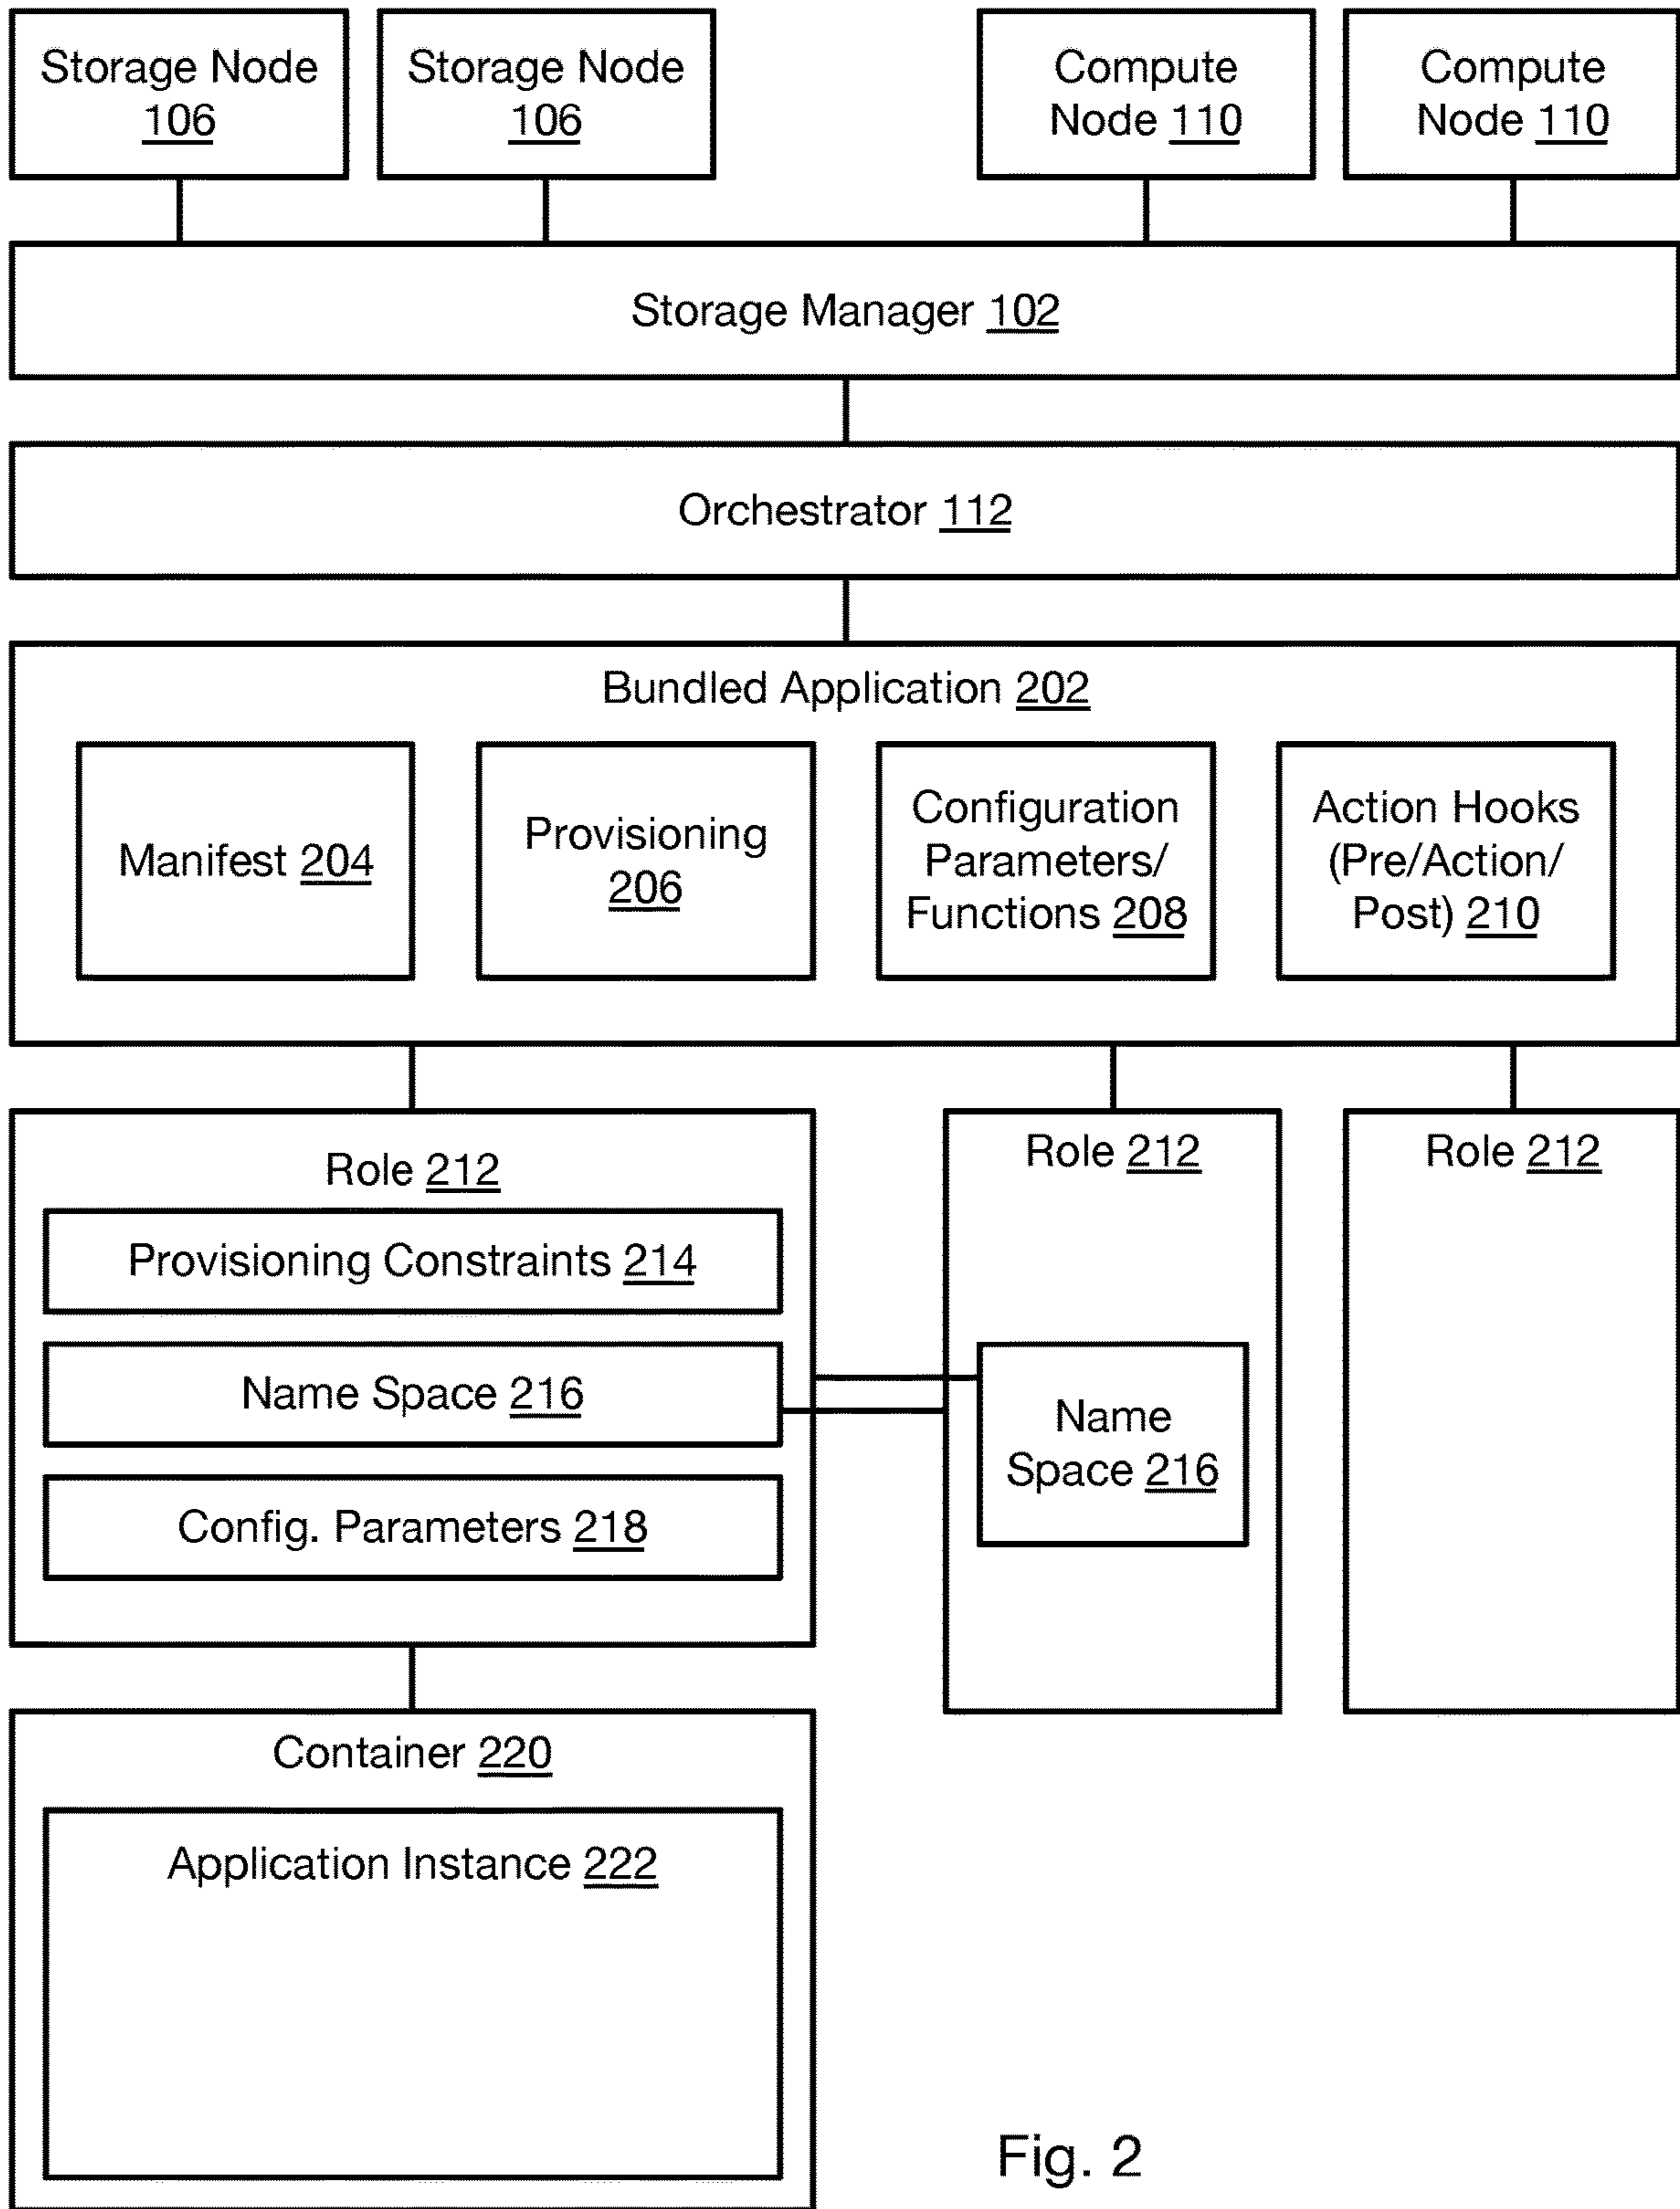 Storage Node
106
Storage Node
106
Compute
Node 110
Compute
Node 110
Storage Manager 102
Orchestrator 112
Bundled Application 202
Manifest 204
Provisioning
206
Configuration
Parameters/
Functions 208
Action Hooks
(Pre/Action/
Post) 210
Role 212
Provisioning Constraints 214
Name Space 216
Config. Parameters 218
Role 212
Name
Space 216
Role 212
Container 220
Application Instance 222
Fig. 2